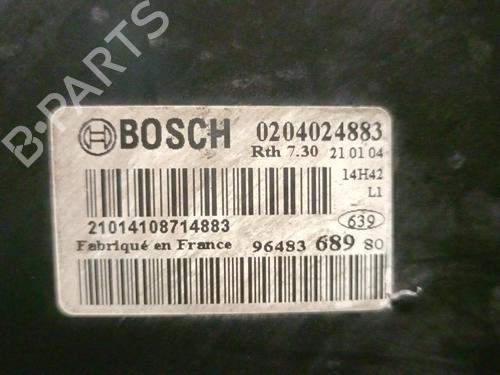 B-PARTS
BOSCH 0204024883
Rth 7.30 21.01.04
14H42
L1
21014108714883
639
Fabriqué en France 96483 689 80